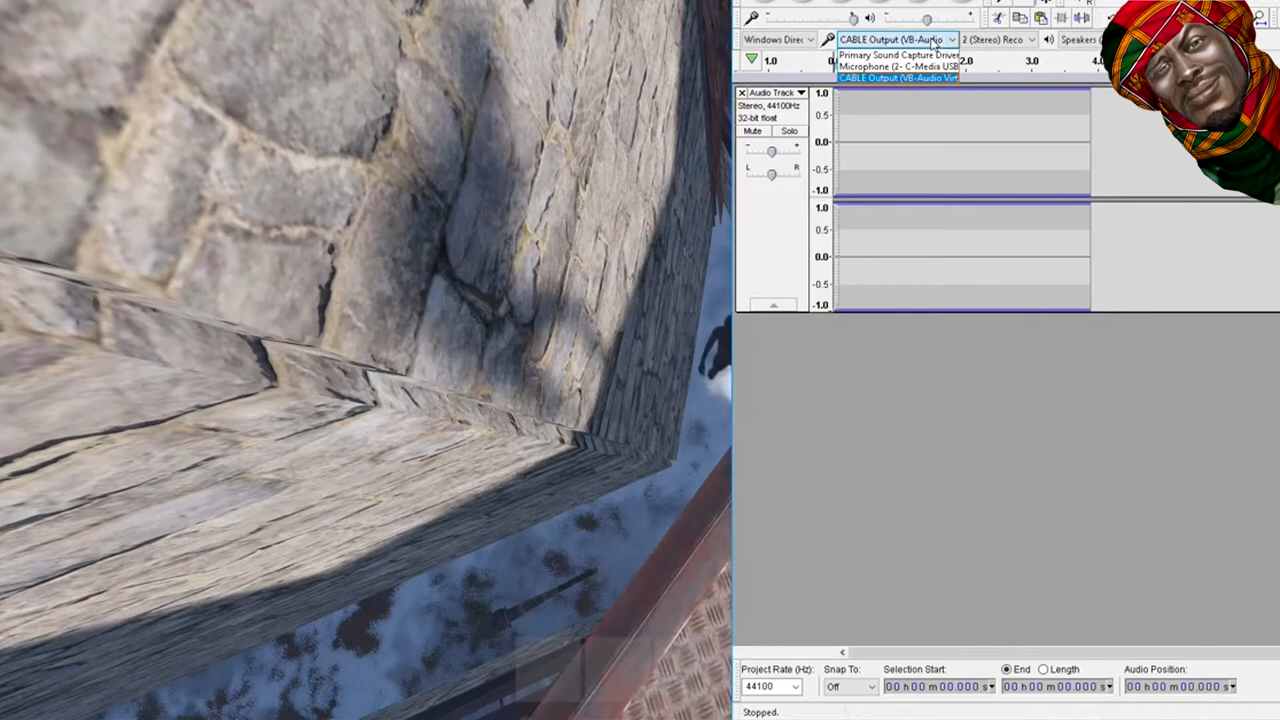 Windows Direc
CABLE Output (VB-Audio
2 (Stereo) Reco
Speakers (
Primary Sound Capture Driver
Microphone (2- C-Media USB
CABLE Output (VB-Audio Virt
1.0
2.0
3.0
Audio Track
Stereo, 44100Hz
32-bit float
Mute
Solo
-
+
L
R
1.0
0.5
0.0
-0.5
-1.0
1.0
0.5
0.0
-0.5
-1.0
Project Rate (Hz):
Snap To:
Selection Start:
End
Length
Audio Position:
44100
Off
00 h 00 m 00.000 s
00 h 00 m 00.000 s
00 h 00 m 00.000 s
Stopped.